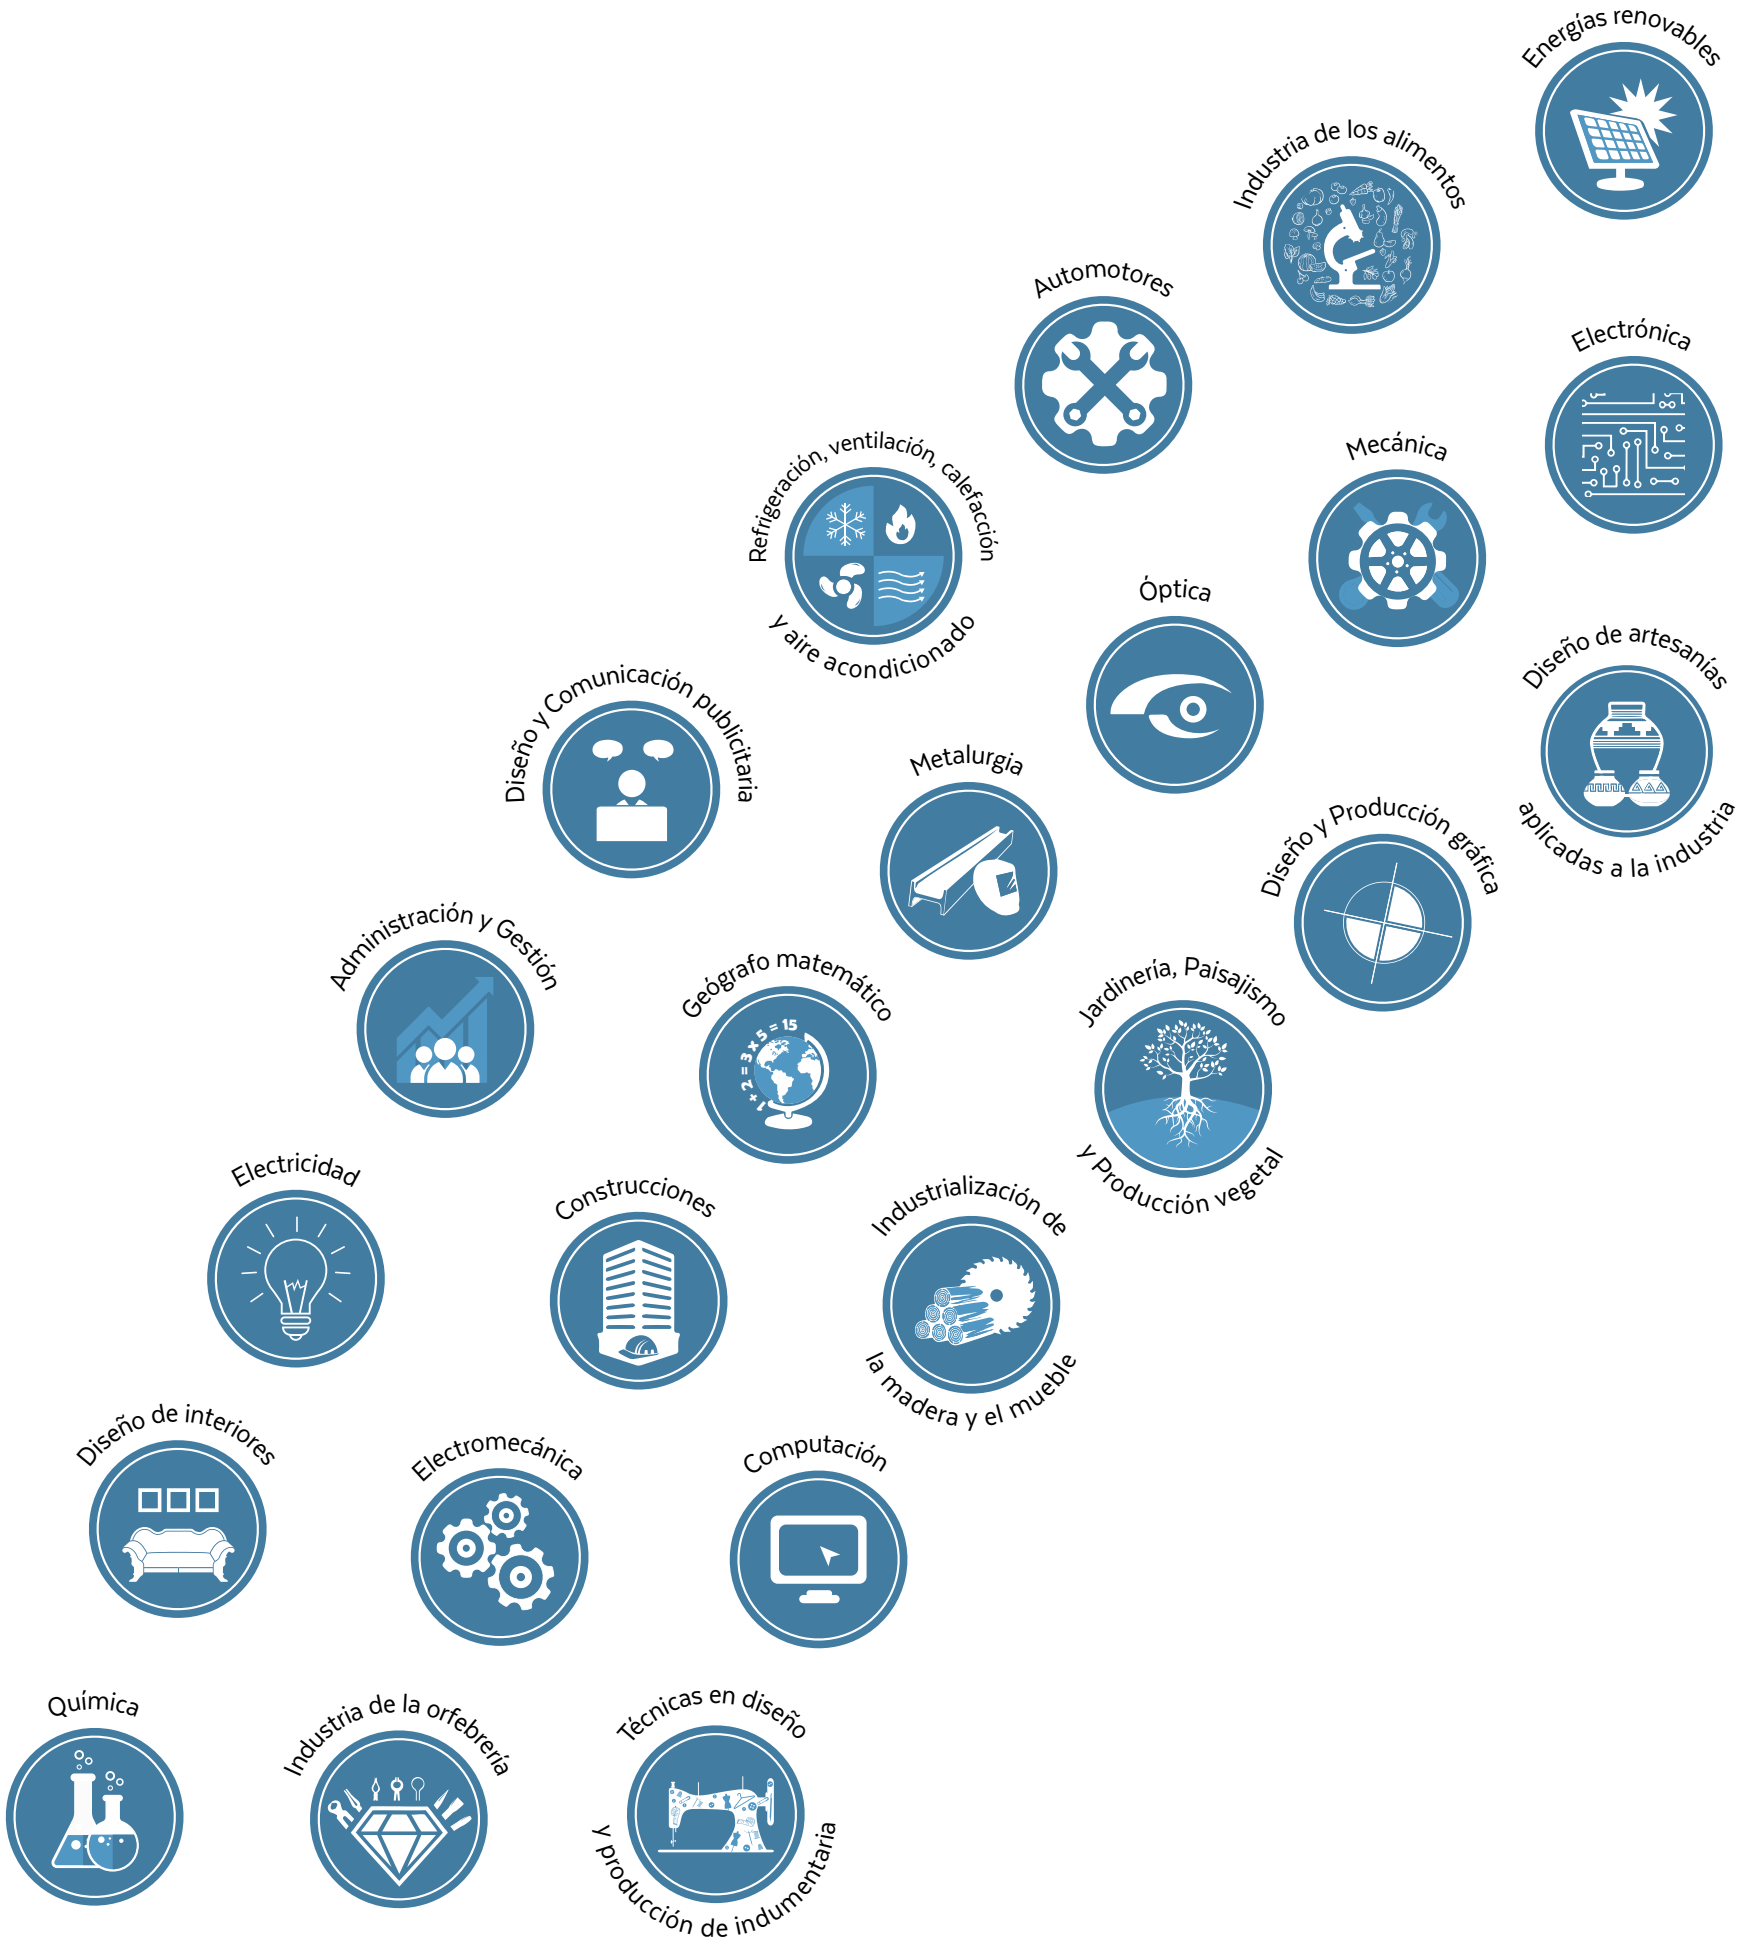 Energías renovables
Industria de los alimentos
Automotores
Electrónica
Refrigeración, ventilación, calefacción
y aire acondicionado
Mecánica
Óptica
Diseño de artesanías
aplicadas a la industria
Diseño y Comunicación publicitaria
Metalurgia
Diseño y Producción gráfica
Administración y Gestión
Geógrafo matemático
1 + 2 = 3 x 5 = 15
Jardinería, Paisajismo
y Producción vegetal
Electricidad
Construcciones
Industrialización de
la madera y el mueble
Diseño de interiores
Electromecánica
Computación
Química
Industria de la orfebrería
Técnicas en diseño
y producción de indumentaria